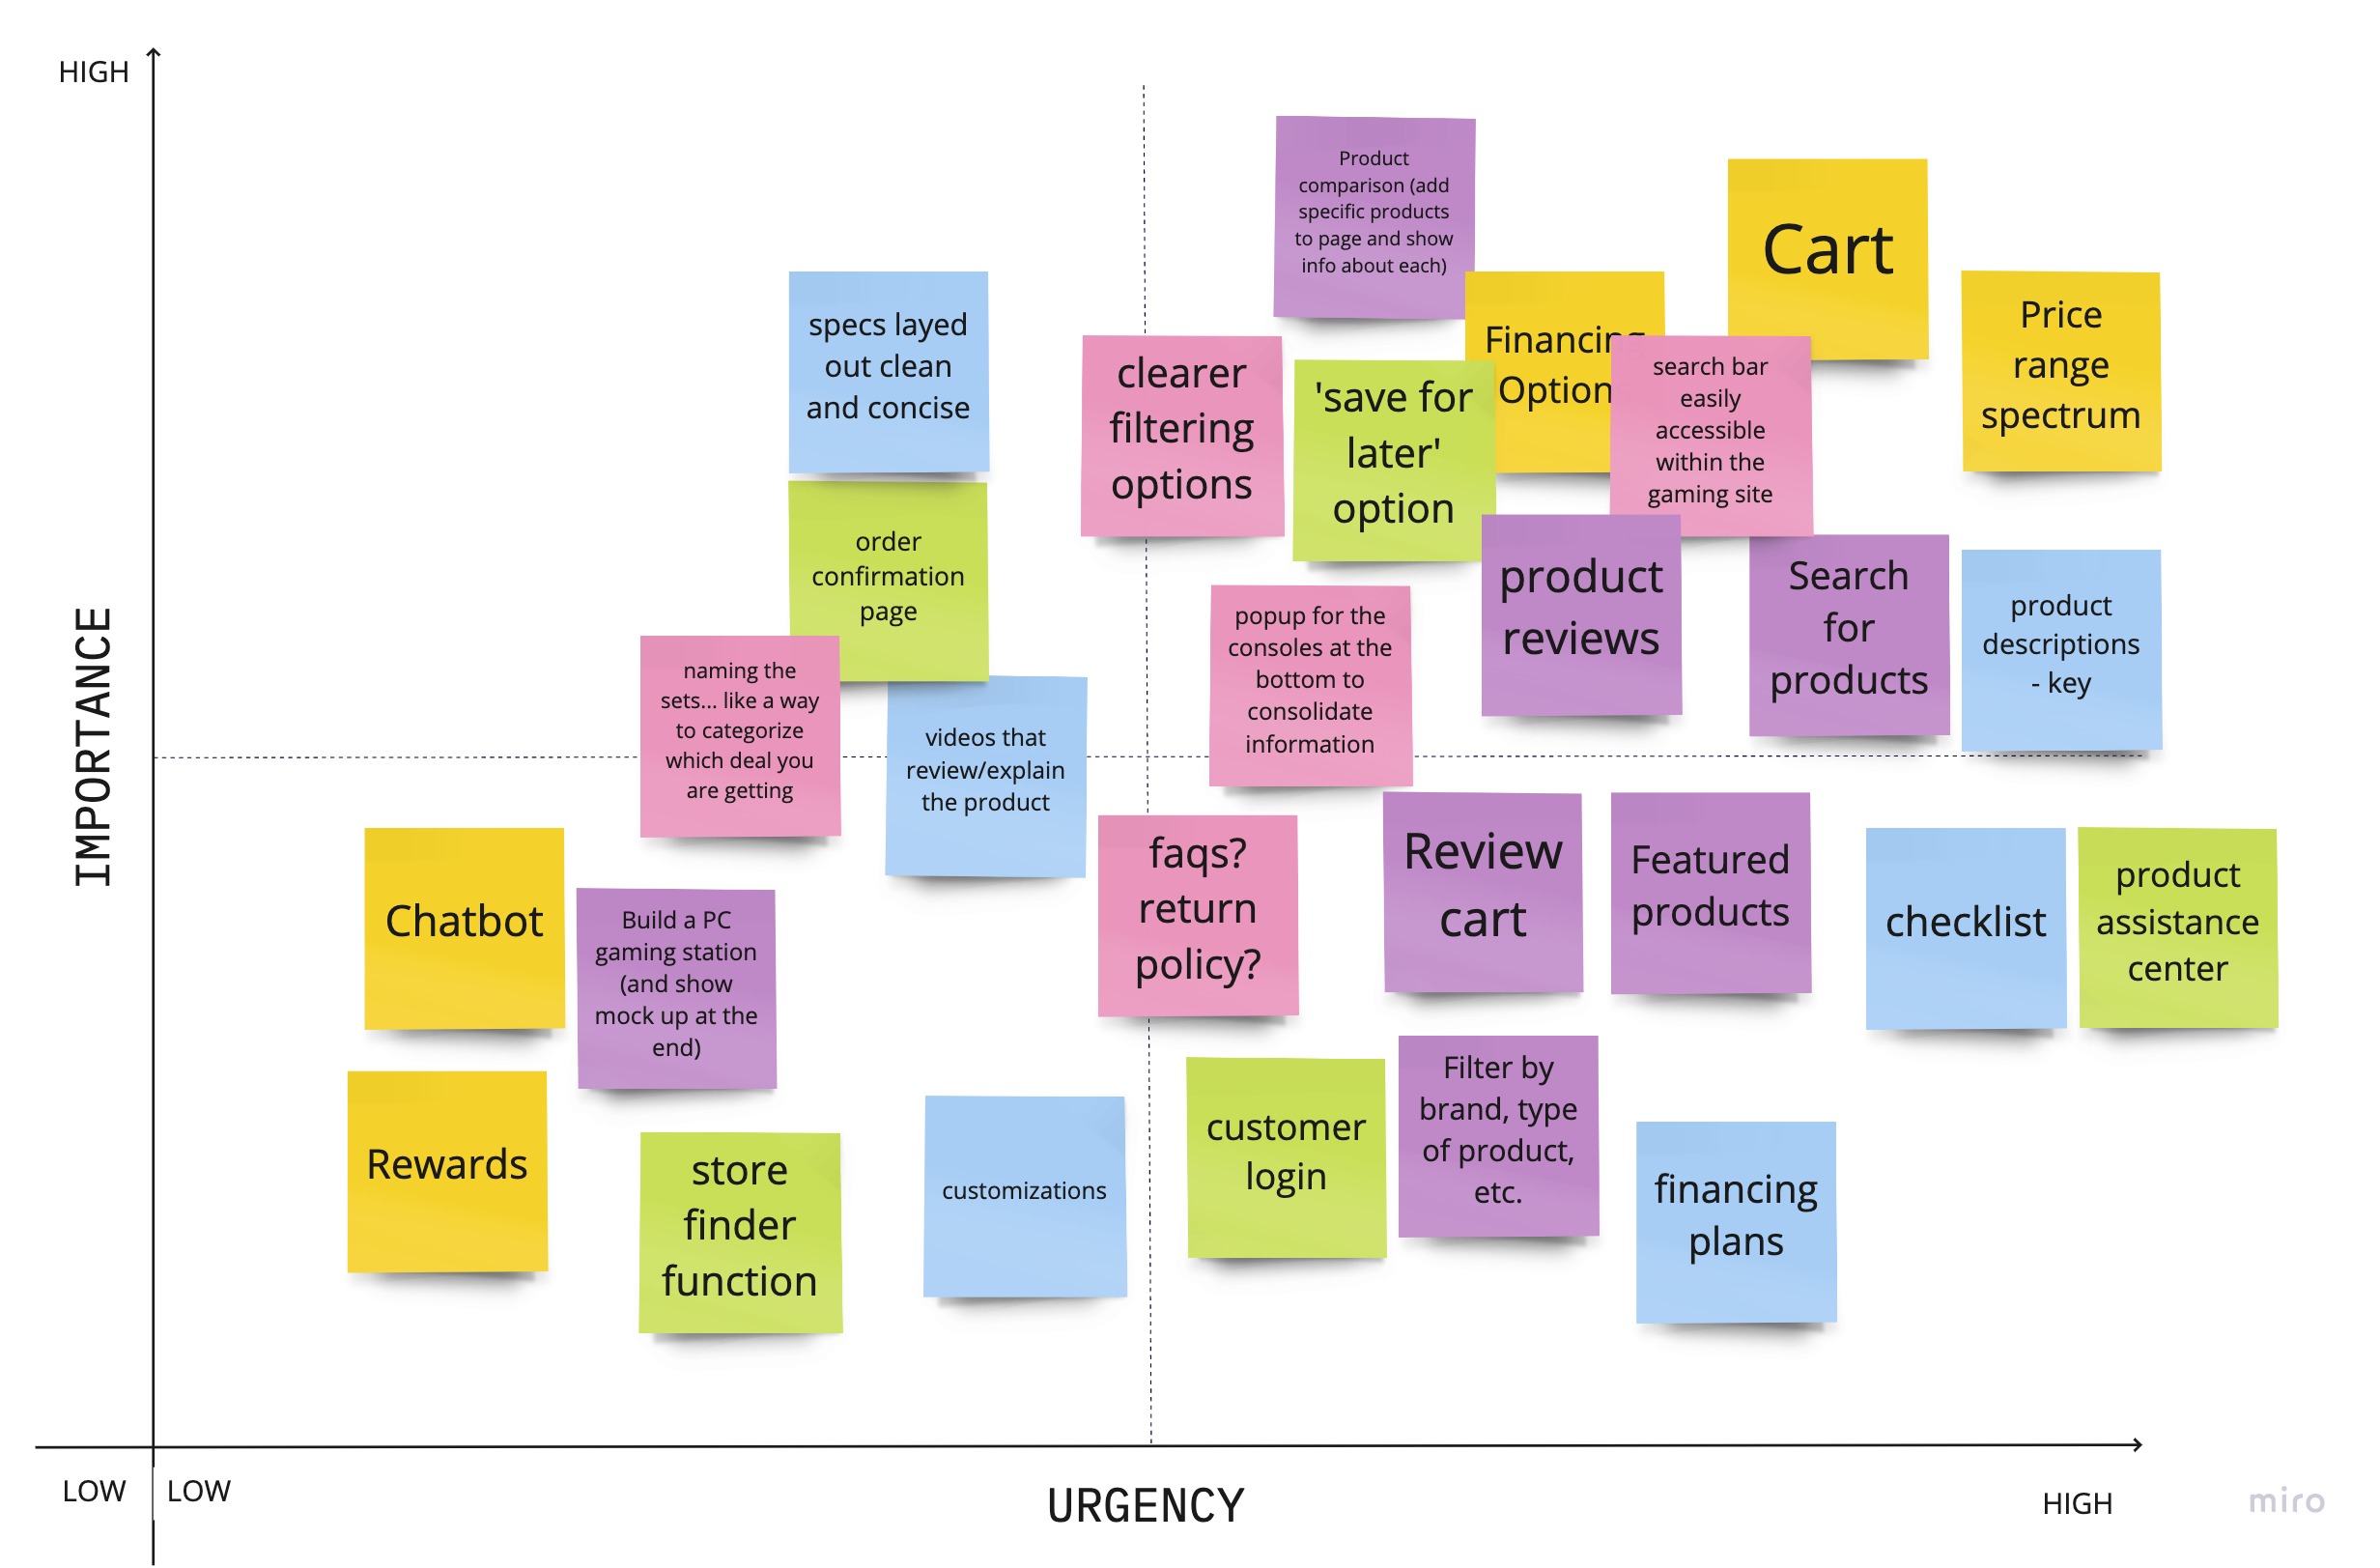 HIGH
IMPORTANCE
Product
comparison (add
specific products
to page and show
info about each)
Cart
Price
range
spectrum
Financing
Option
specs layed
out clean
and concise
clearer
filtering
options
'save for
later'
option
search bar
easily
accessible
within the
gaming site
order
confirmation
page
product
reviews
Search
for
products
product
descriptions
- key
popup for the
consoles at the
bottom to
consolidate
information
naming the
sets... like a way
to categorize
which deal you
are getting
videos that
review/explain
the product
Chatbot
Build a PC
gaming station
(and show
mock up at the
end)
faqs?
return
policy?
Review
cart
Featured
products
checklist
product
assistance
center
Rewards
store
finder
function
customizations
customer
login
Filter by
brand, type
of product,
etc.
financing
plans
LOW
LOW
URGENCY
HIGH
miro